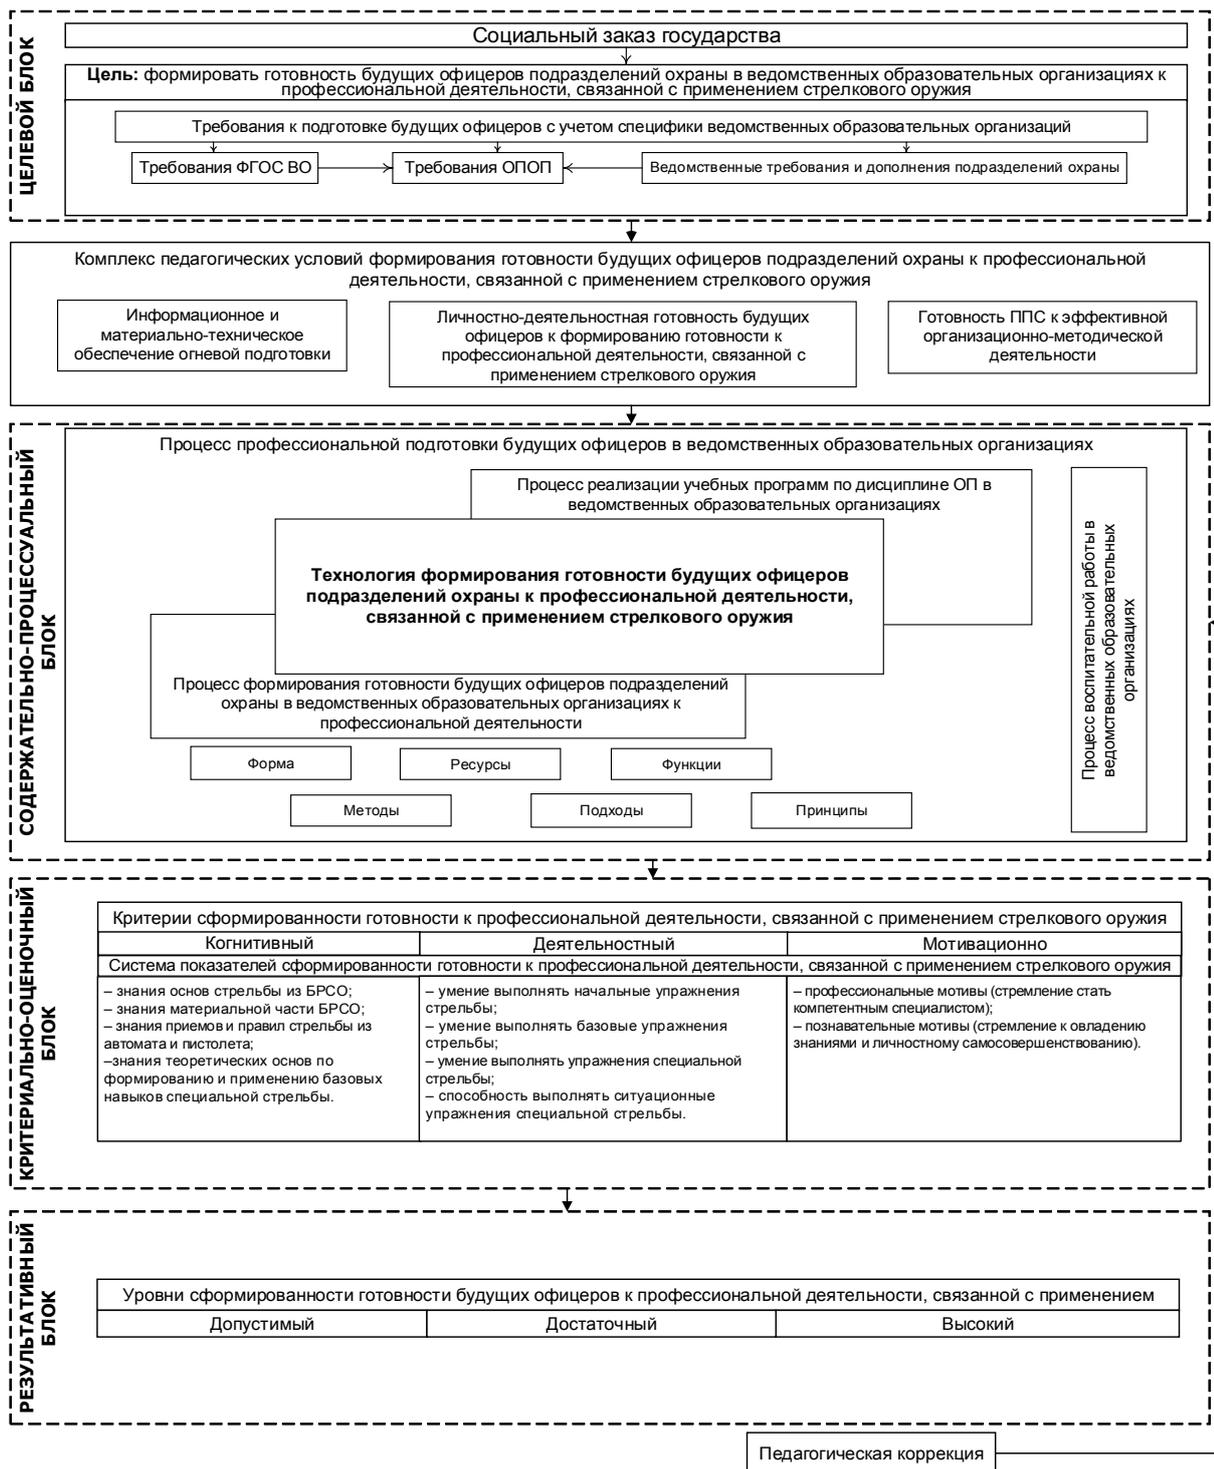 ЦЕЛЕВОЙ БЛОК
Социальный заказ государства
Цель: формировать готовность будущих офицеров подразделений охраны в ведомственных образовательных организациях к
профессиональной деятельности, связанной с применением стрелкового оружия
Требования к подготовке будущих офицеров с учетом специфики ведомственных образовательных организаций
Требования ФГОС ВО
Требования ОПОП
Ведомственные требования и дополнения подразделений охраны
Комплекс педагогических условий формирования готовности будущих офицеров подразделений охраны к профессиональной
деятельности, связанной с применением стрелкового оружия
Информационное и
материально-техническое
обеспечение огневой подготовки
Личностно-деятельностная готовность будущих
офицеров к формированию готовности к
профессиональной деятельности, связанной с
применением стрелкового оружия
Готовность ППС к эффективной
организационно-методической
деятельности
СОДЕРЖАТЕЛЬНО-ПРОЦЕССУАЛЬНЫЙ
БЛОК
Процесс профессиональной подготовки будущих офицеров в ведомственных образовательных организациях
Процесс реализации учебных программ по дисциплине ОП в
ведомственных образовательных организациях
Технология формирования готовности будущих офицеров
подразделений охраны к профессиональной деятельности,
связанной с применением стрелкового оружия
Процесс формирования готовности будущих офицеров подразделений
охраны в ведомственных образовательных организациях к
профессиональной деятельности
Процесс воспитательной работы в
ведомственных образовательных
организациях
Форма
Ресурсы
Функции
Методы
Подходы
Принципы
КРИТЕРИАЛЬНО-ОЦЕНОЧНЫЙ
БЛОК
Критерии сформированности готовности к профессиональной деятельности, связанной с применением стрелкового оружия
Когнитивный
Деятельностный
Мотивационно
Система показателей сформированности готовности к профессиональной деятельности, связанной с применением стрелкового оружия
– знания основ стрельбы из БРСО;
– знания материальной части БРСО;
– знания приемов и правил стрельбы из
автомата и пистолета;
–знания теоретических основ по
формированию и применению базовых
навыков специальной стрельбы.
– умение выполнять начальные упражнения
стрельбы;
– умение выполнять базовые упражнения
стрельбы;
– умение выполнять упражнения специальной
стрельбы;
– способность выполнять ситуационные
упражнения специальной стрельбы.
– профессиональные мотивы (стремление стать
компетентным специалистом);
– познавательные мотивы (стремление к овладению
знаниями и личностному самосовершенствованию).
РЕЗУЛЬТАТИВНЫЙ
БЛОК
Уровни сформированности готовности будущих офицеров к профессиональной деятельности, связанной с применением
Допустимый
Достаточный
Высокий
Педагогическая коррекция